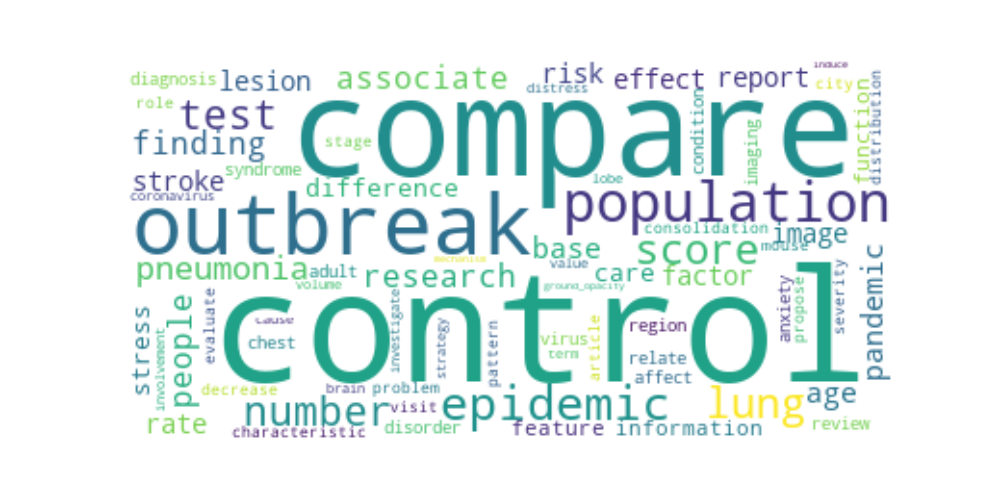 induce
diagnosis lesion associate risk effect report city
distress
role test compare condition function distribution
finding stage imaging
syndrome
stroke difference lobe population
coronavirus
outbreak consolidation image
base score mouse
mechanism
pneumonia adult research value care factor
volume ground_opacity
stress people evaluate cause control anxiety propose severity pandemic
involvement chest investigate strategy pattern virus article region
term relate
affect
decrease brain problem age
number visit epidemic lung
rate characteristic disorder feature information review